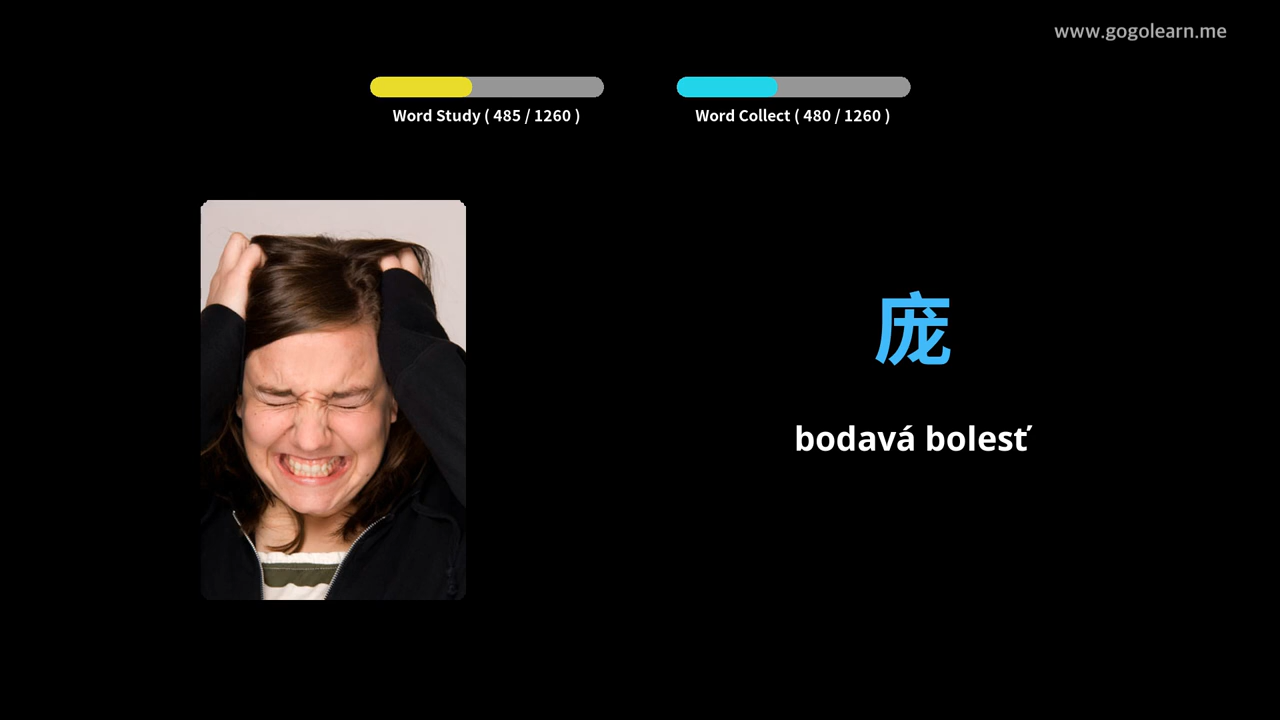 www.gogolearn.me
Word Study ( 485 / 1260 )
Word Collect ( 480 / 1260 )
庞
bodavá bolesť